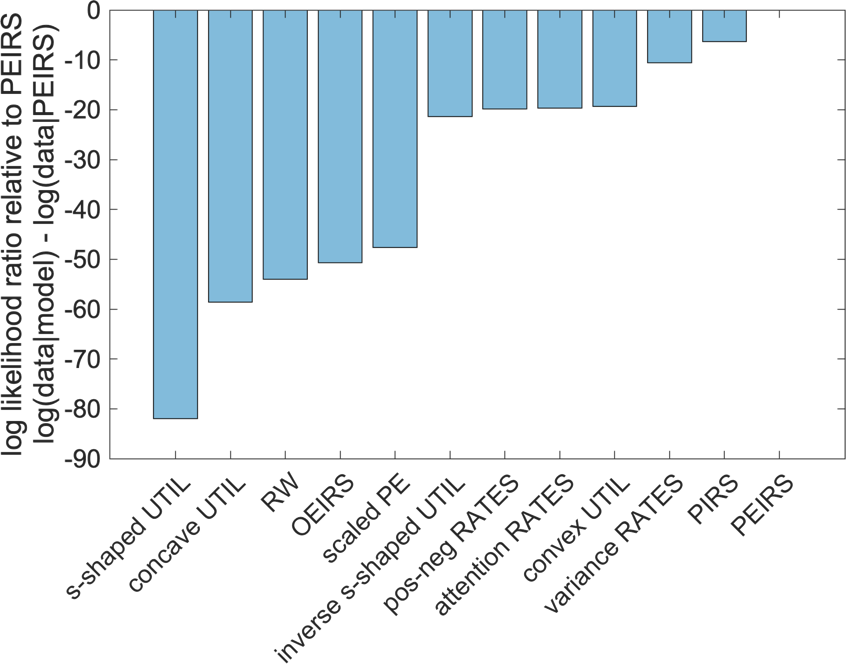 log likelihood ratio relative to PEIRS
log(data|model) - log(data|PEIRS)
0
-10
-20
-30
-40
-50
-60
-70
-80
-90
s-shaped UTIL
concave UTIL
RW
OEIRS
scaled PE
inverse s-shaped UTIL
pos-neg RATES
attention RATES
convex UTIL
variance RATES
PIRS
PEIRS